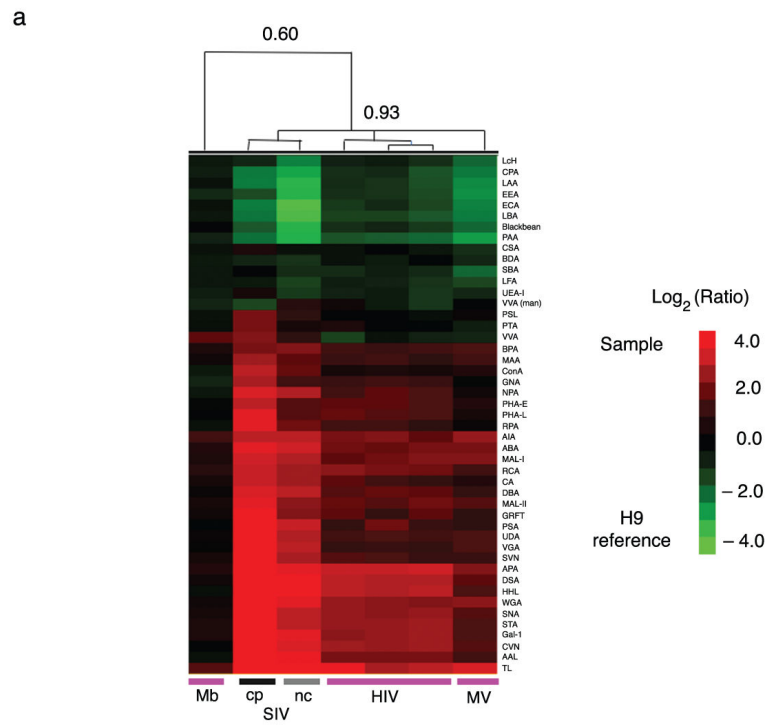 a
0.60
0.93
LcH
CPA
LAA
EEA
ECA
LBA
Blackbean
PAA
CSA
BDA
SBA
LFA
UEA-I
VVA (man)
PSL
PTA
VVA
BPA
MAA
ConA
GNA
NPA
PHA-E
PHA-L
RPA
AIA
ABA
MAL-I
RCA
CA
DBA
MAL-II
GRFT
PSA
UDA
VGA
SVN
APA
DSA
HHL
WGA
SNA
STA
Gal-1
CVN
AAL
TL
Mb cp nc HIV MV
SIV
Log2 (Ratio)
Sample
4.0
2.0
0.0
– 2.0
– 4.0
H9
reference